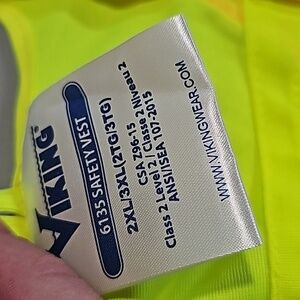 VIKING®
6135 SAFETY VEST
2XL/3XL(2TG/3TG)
CSA Z96-15
Class 2 Level 2 / Classe 2 Niveau 2
ANSI/ISEA 107-2015
WWW.VIKINGWEAR.COM